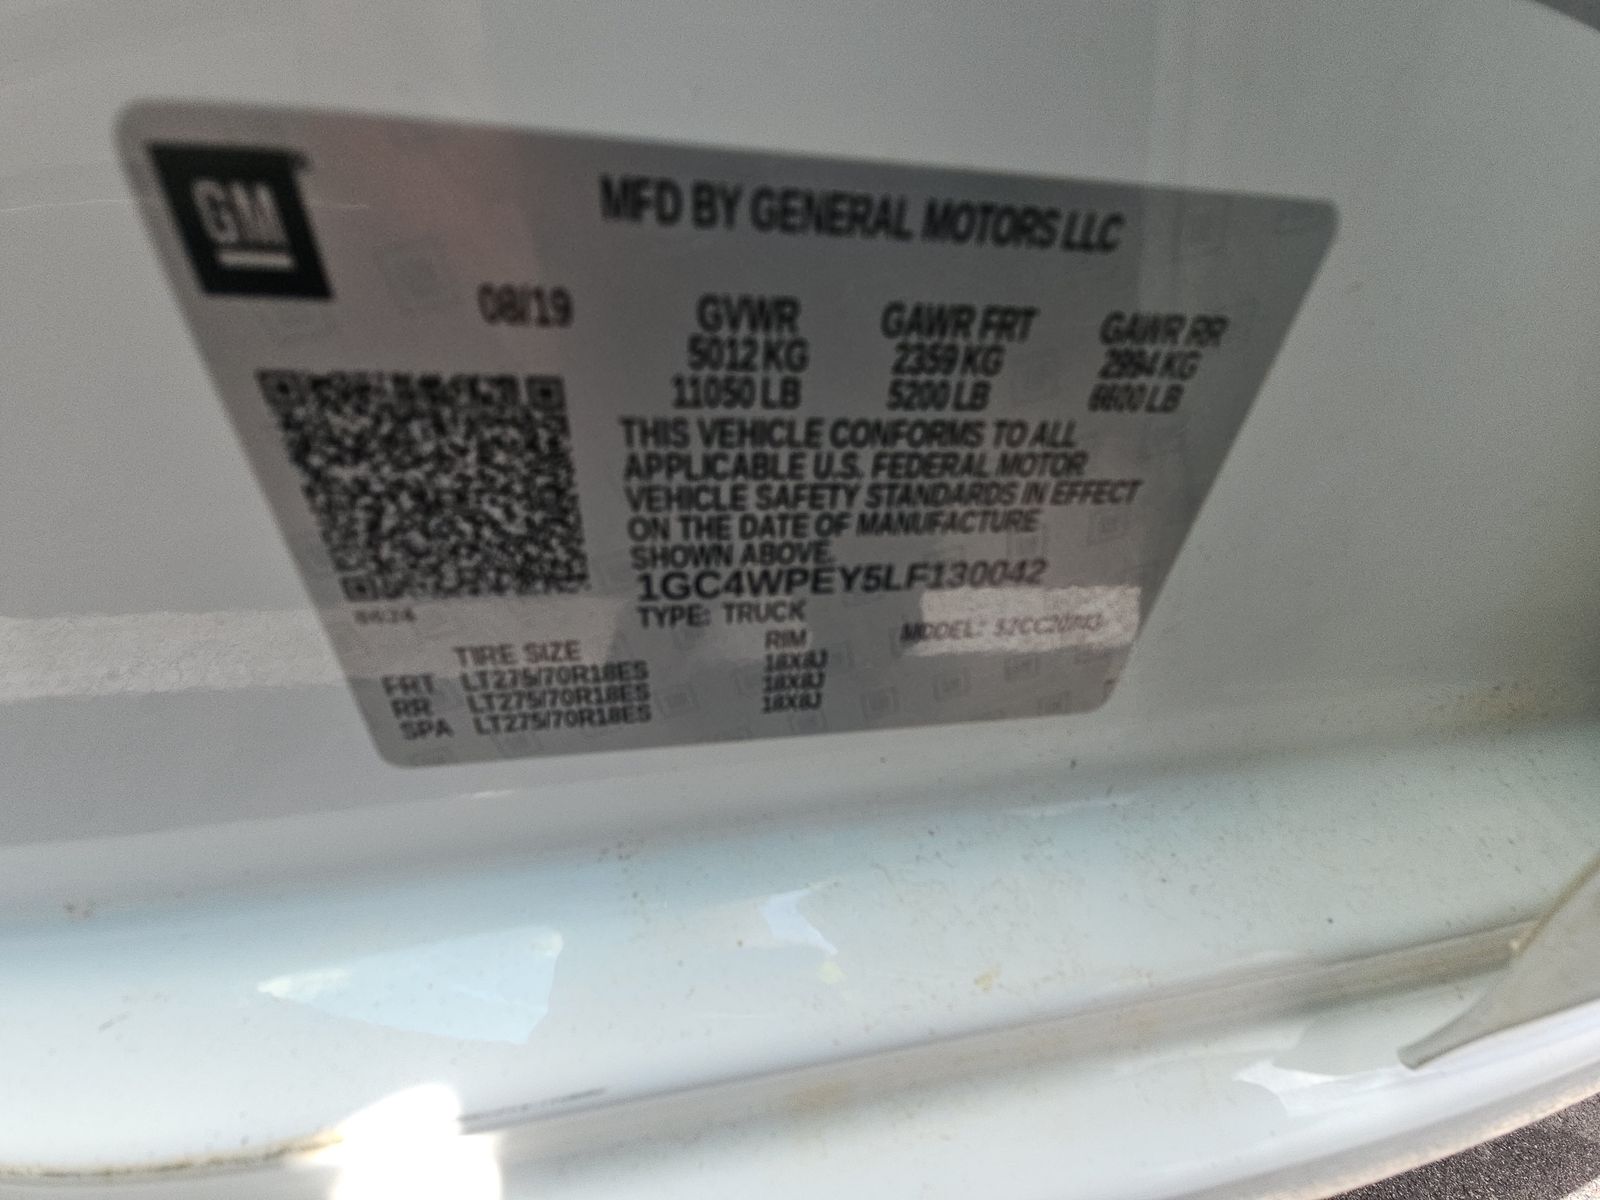 GM
MFD BY GENERAL MOTORS LLC
08/19
GVWR GAWR FRT GAWR RR
5012 KG 2359 KG 2994 KG
11050 LB 5200 LB 6600 LB
THIS VEHICLE CONFORMS TO ALL
APPLICABLE U.S. FEDERAL MOTOR
VEHICLE SAFETY STANDARDS IN EFFECT
ON THE DATE OF MANUFACTURE
SHOWN ABOVE.
1GC4WPEY5LF130042
TYPE: TRUCK MODEL:
TIRE SIZE RIM
FRT LT275/70R18ES 18X8J
RR LT275/70R18ES 18X8J
SPA LT275/70R18ES 18X8J